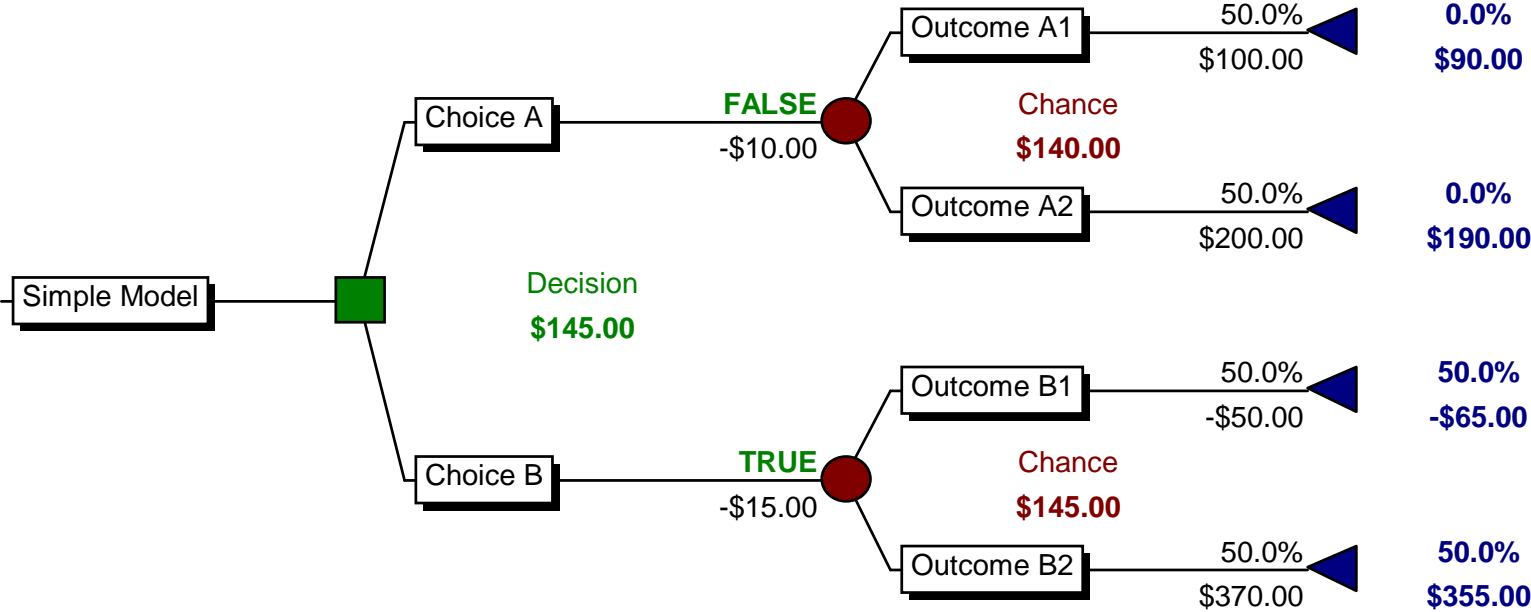 50.0% 0.0%
Outcome A1
$100.00 $90.00
FALSE Chance
Choice A
-$10.00 $140.00
50.0% 0.0%
Outcome A2
$200.00 $190.00
Decision
Simple Model
$145.00
50.0% 50.0%
Outcome B1
-$50.00 -$65.00
TRUE Chance
Choice B
-$15.00 $145.00
50.0% 50.0%
Outcome B2
$370.00 $355.00